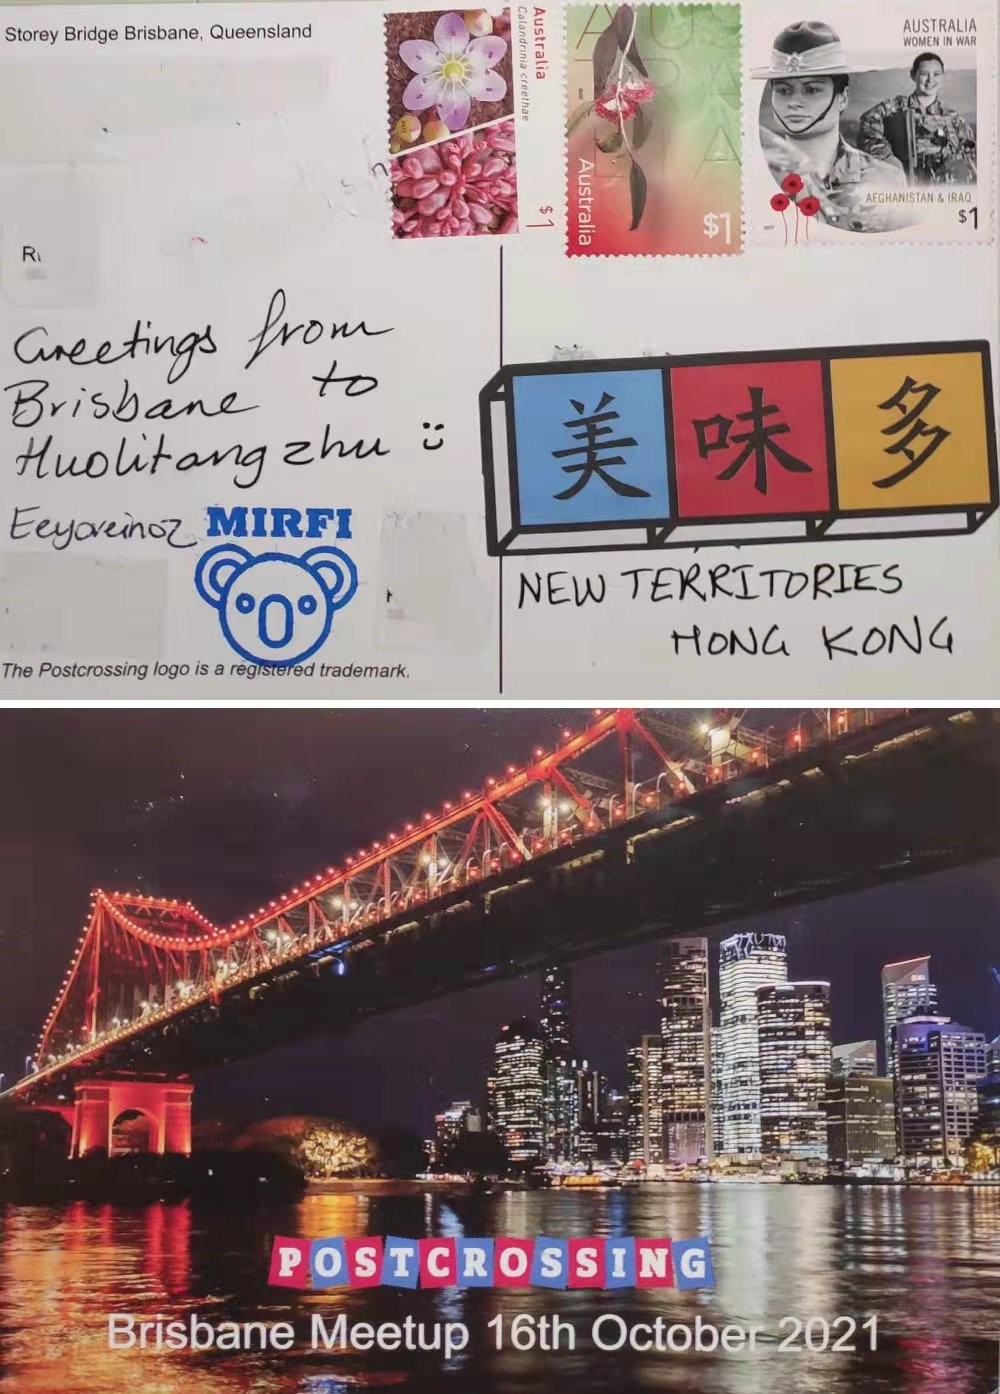 Storey Bridge Brisbane, Queensland
Australia
Calandrinia creethae
$1
Australia
$1
AUSTRALIA
WOMEN IN WAR
AFGHANISTAN & IRAQ
2017
$1
Greetings from
Brisbane to
Huolitangzhu
Eeyoreinoz
MIRFI
The Postcrossing logo is a registered trademark.
美味多
NEW TERRITORIES
HONG KONG
POSTCROSSING
Brisbane Meetup 16th October 2021